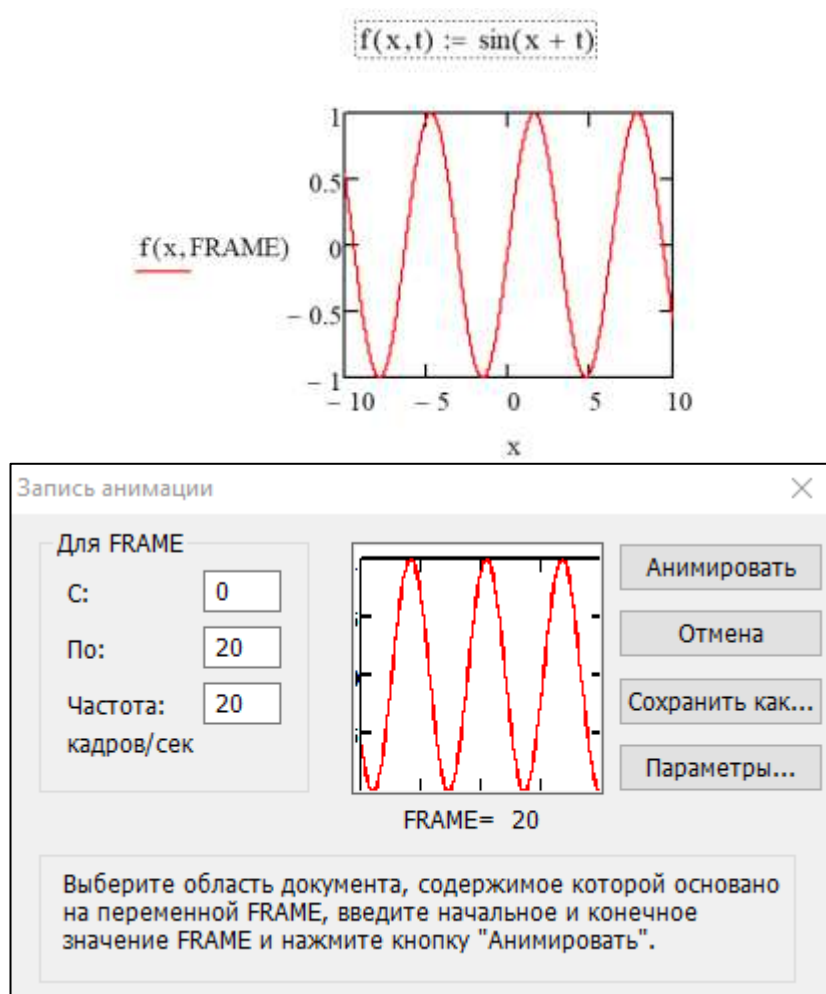 f(x,t) := sin(x + t)
1
0.5
f(x,FRAME)
0
− 0.5
− 1
− 10 − 5 0 5 10
x
Запись анимации
Для FRAME
С: 0
По: 20
Частота: 20
кадров/сек
FRAME= 20
Анимировать
Отмена
Сохранить как...
Параметры...
Выберите область документа, содержимое которой основано
на переменной FRAME, введите начальное и конечное
значение FRAME и нажмите кнопку "Анимировать".